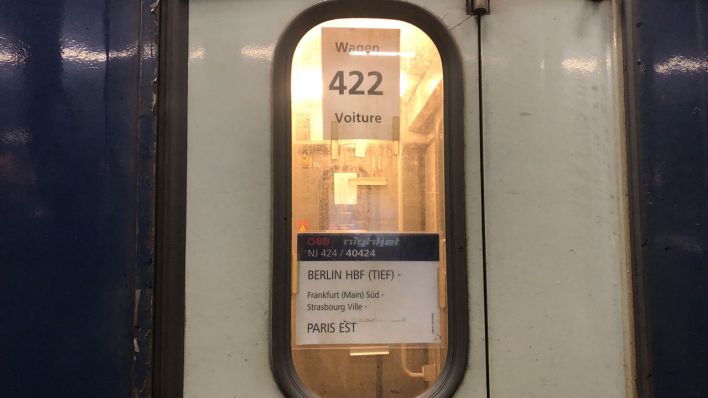 Wagen
422
Voiture
ÖBB nightjet
NJ 424 / 40424
BERLIN HBF (TIEF) -
Frankfurt (Main) Süd -
Strasbourg Ville -
PARIS EST